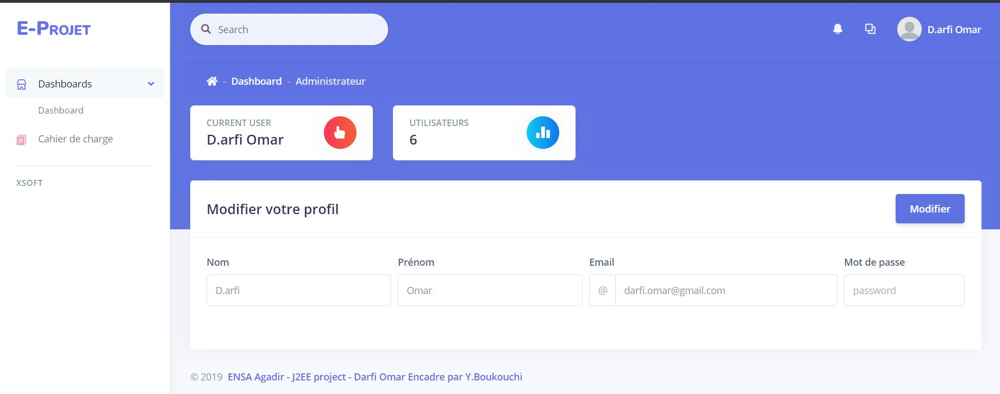 E-PROJET
Search
D.arfi Omar
Dashboards
Dashboard
Cahier de charge
XSOFT
- Dashboard - Administrateur
CURRENT USER
D.arfi Omar
UTILISATEURS
6
Modifier votre profil
Modifier
Nom
Prénom
Email
Mot de passe
D.arfi
Omar
@ darfi.omar@gmail.com
password
© 2019 ENSA Agadir - J2EE project - Darfi Omar Encadre par Y.Boukouchi